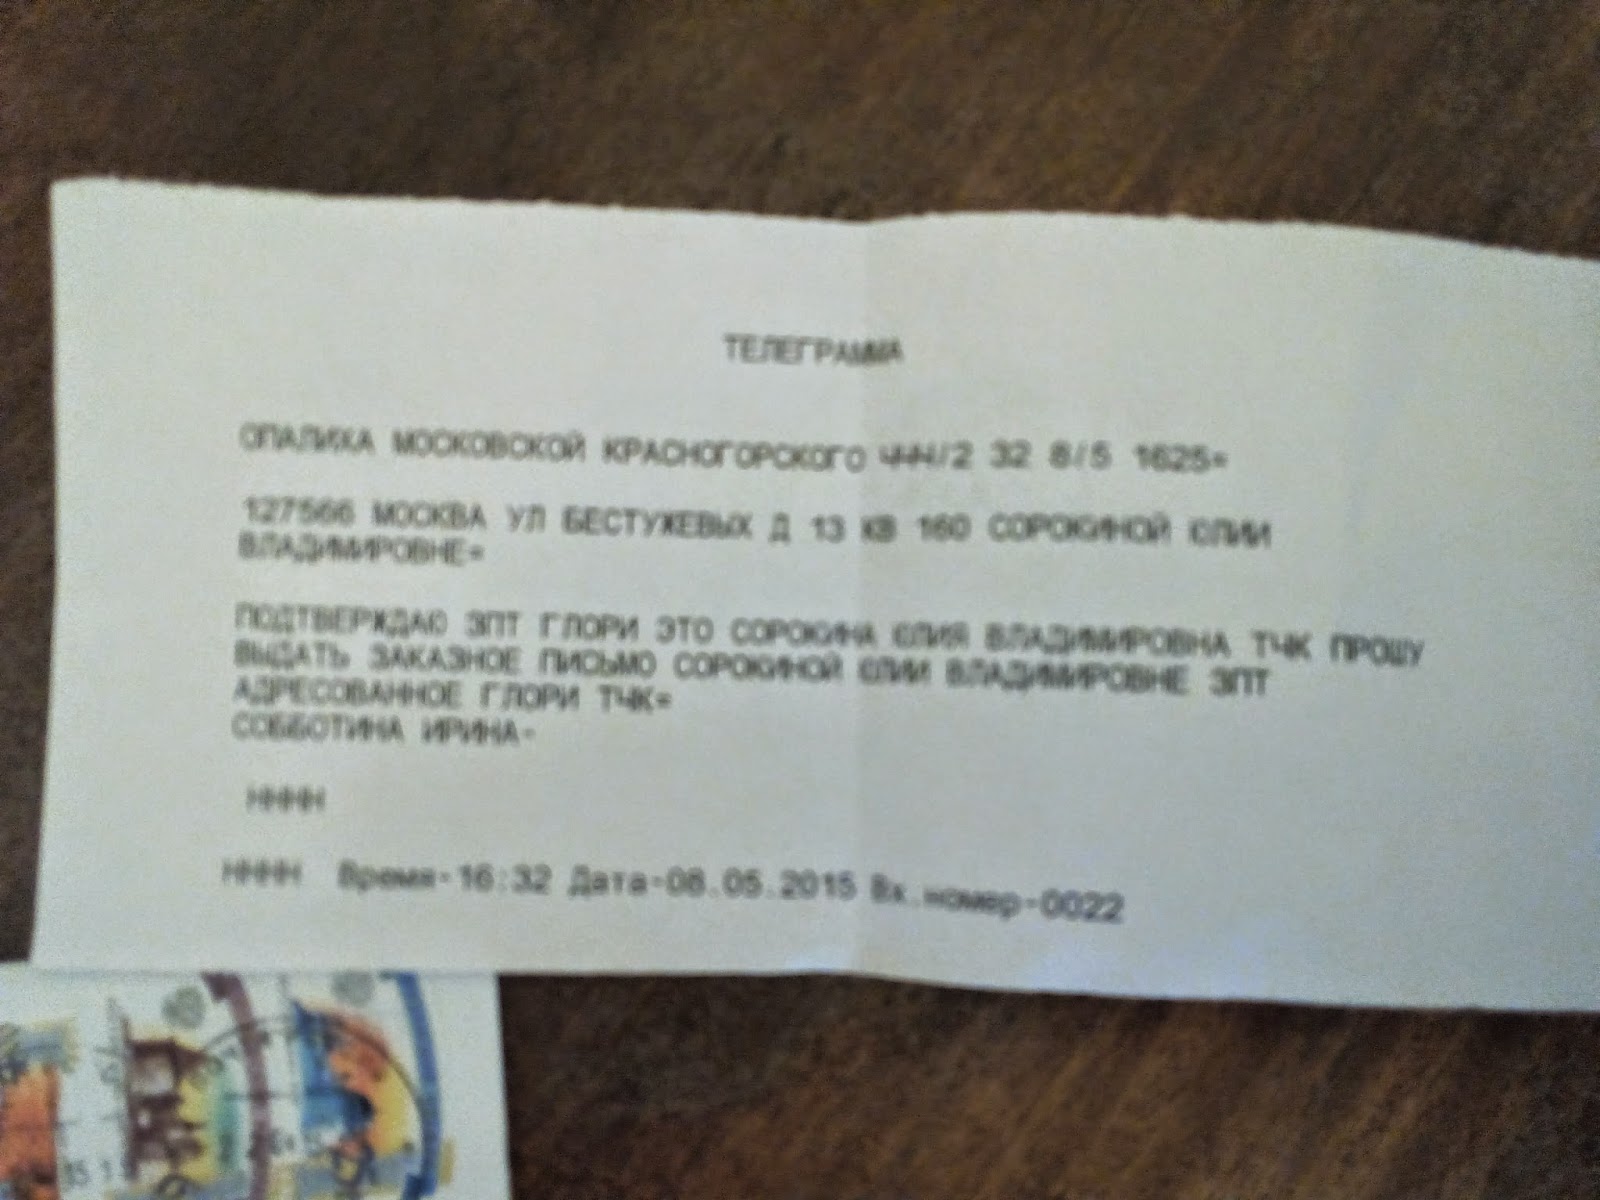 ТЕЛЕГРАММА
ОПАЛИХА МОСКОВСКОЙ КРАСНОГОРСКОГО ЧНН/2 32 8/5 1625=
127566 МОСКВА УЛ БЕСТУЖЕВЫХ Д 13 КВ 160 СОРОКИНОЙ ЮЛИИ
ВЛАДИМИРОВНЕ=
ПОДТВЕРЖДАЮ ЗПТ ГЛОРИ ЭТО СОРОКИНА ЮЛИЯ ВЛАДИМИРОВНА ТЧК ПРОШУ
ВЫДАТЬ ЗАКАЗНОЕ ПИСЬМО СОРОКИНОЙ ЮЛИИ ВЛАДИМИРОВНЕ ЗПТ
АДРЕСОВАННОЕ ГЛОРИ ТЧК=
СОББОТИНА ИРИНА-
НННН
НННН Время-16:32 Дата-08.05.2015 Вх.номер-0022